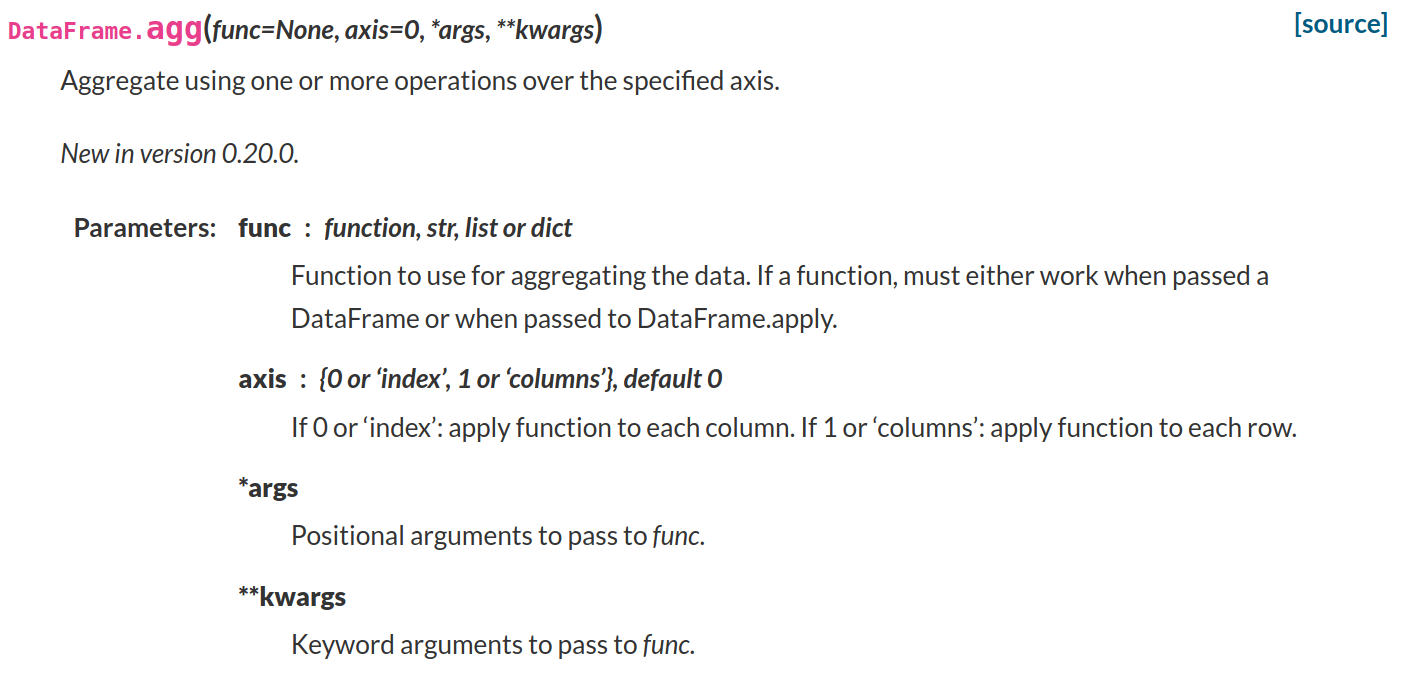 DataFrame.agg(func=None, axis=0, *args, **kwargs) [source]
Aggregate using one or more operations over the specified axis.
New in version 0.20.0.
Parameters: func : function, str, list or dict
Function to use for aggregating the data. If a function, must either work when passed a
DataFrame or when passed to DataFrame.apply.
axis : {0 or ‘index’, 1 or ‘columns’}, default 0
If 0 or ‘index’: apply function to each column. If 1 or ‘columns’: apply function to each row.
*args
Positional arguments to pass to func.
**kwargs
Keyword arguments to pass to func.